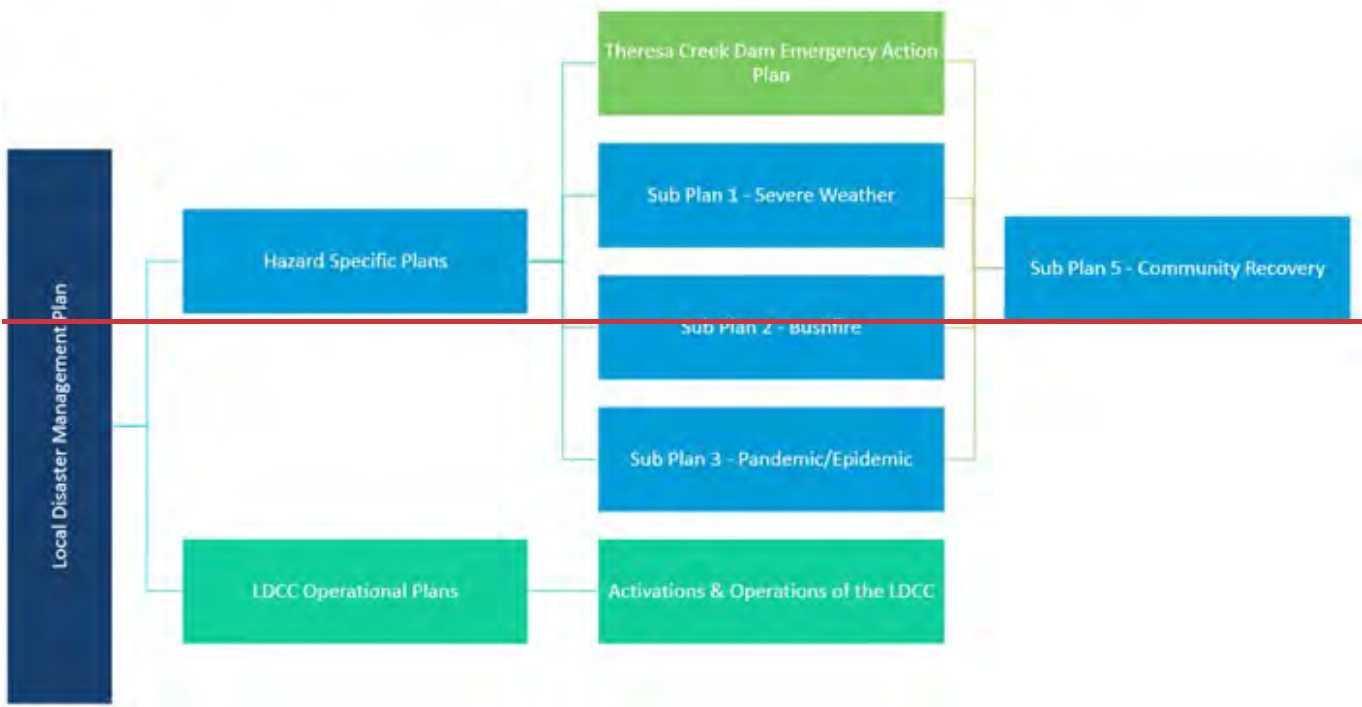 Local Disaster Management Plan
Hazard Specific Plans
LDCC Operational Plans
Theresa Creek Dam Emergency Action
Plan
Sub Plan 1 - Severe Weather
Sub Plan 2 - Bushfire
Sub Plan 3 - Pandemic/Epidemic
Activations & Operations of the LDCC
Sub Plan 5 - Community Recovery